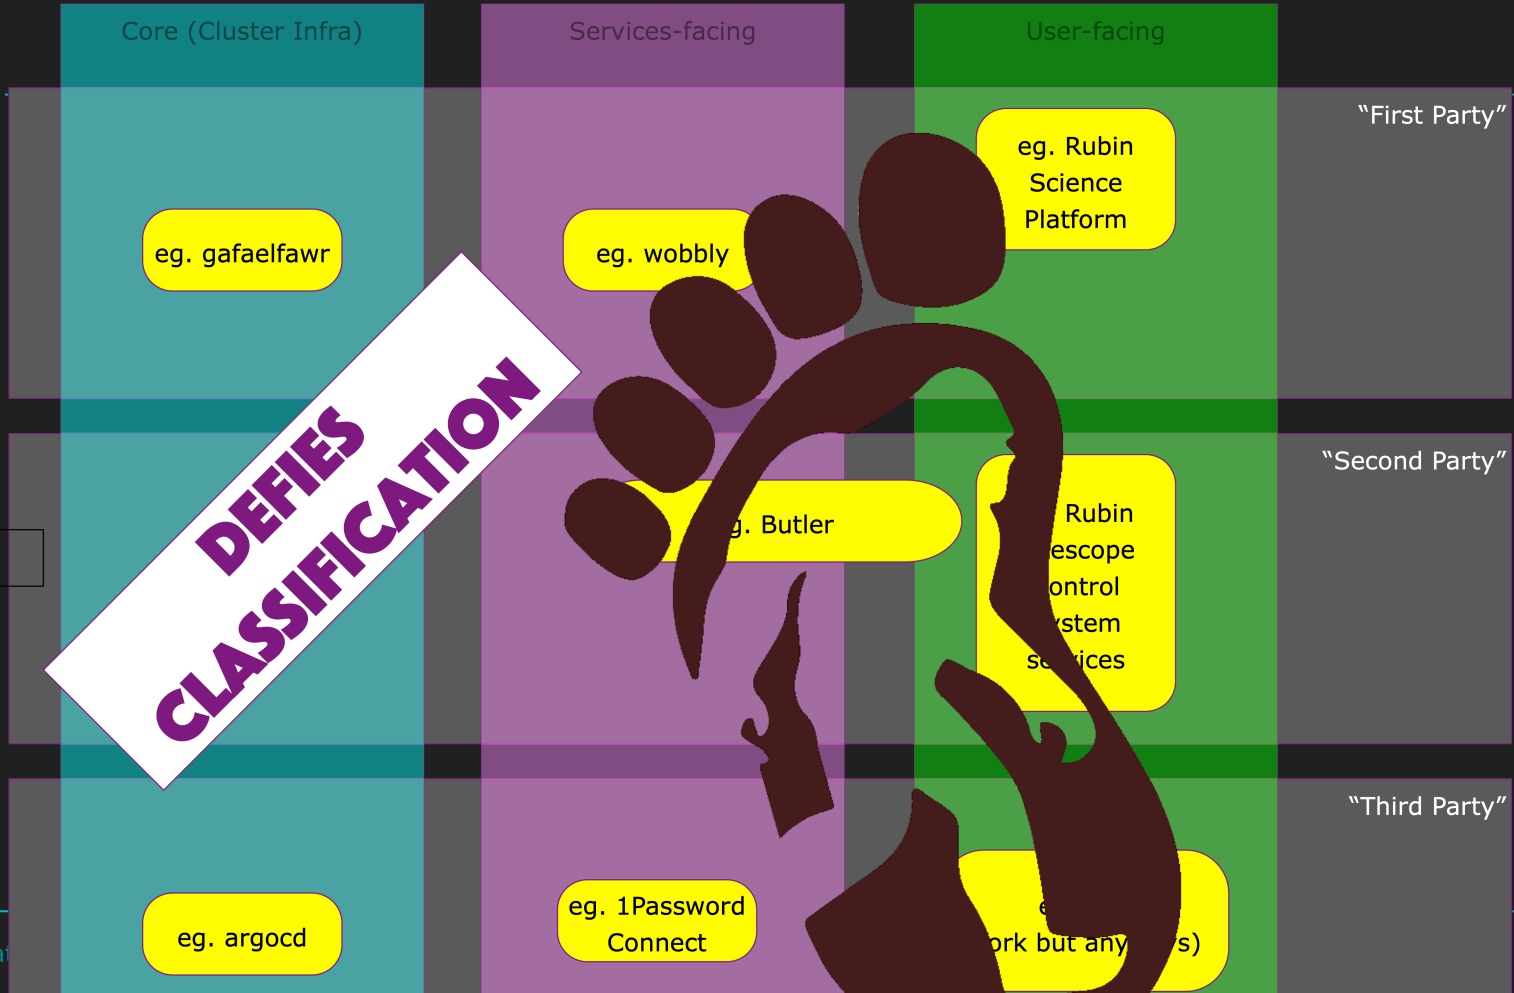 Core (Cluster Infra)
Services-facing
User-facing
“First Party”
eg. Rubin
Science
Platform
eg. gafaelfawr
eg. wobbly
DEFIES
CLASSIFICATION
“Second Party”
g. Butler
Rubin
escope
ontrol
ystem
services
“Third Party”
eg. argocd
eg. 1Password
Connect
ork but any s)